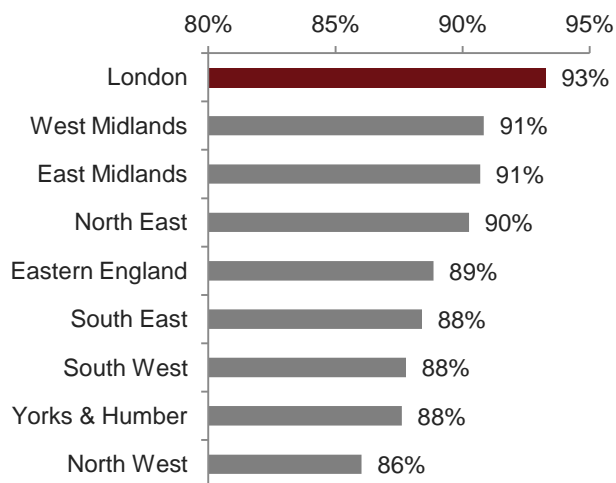 80% 85% 90% 95%
London 93%
West Midlands 91%
East Midlands 91%
North East 90%
Eastern England 89%
South East 88%
South West 88%
Yorks & Humber 88%
North West 86%